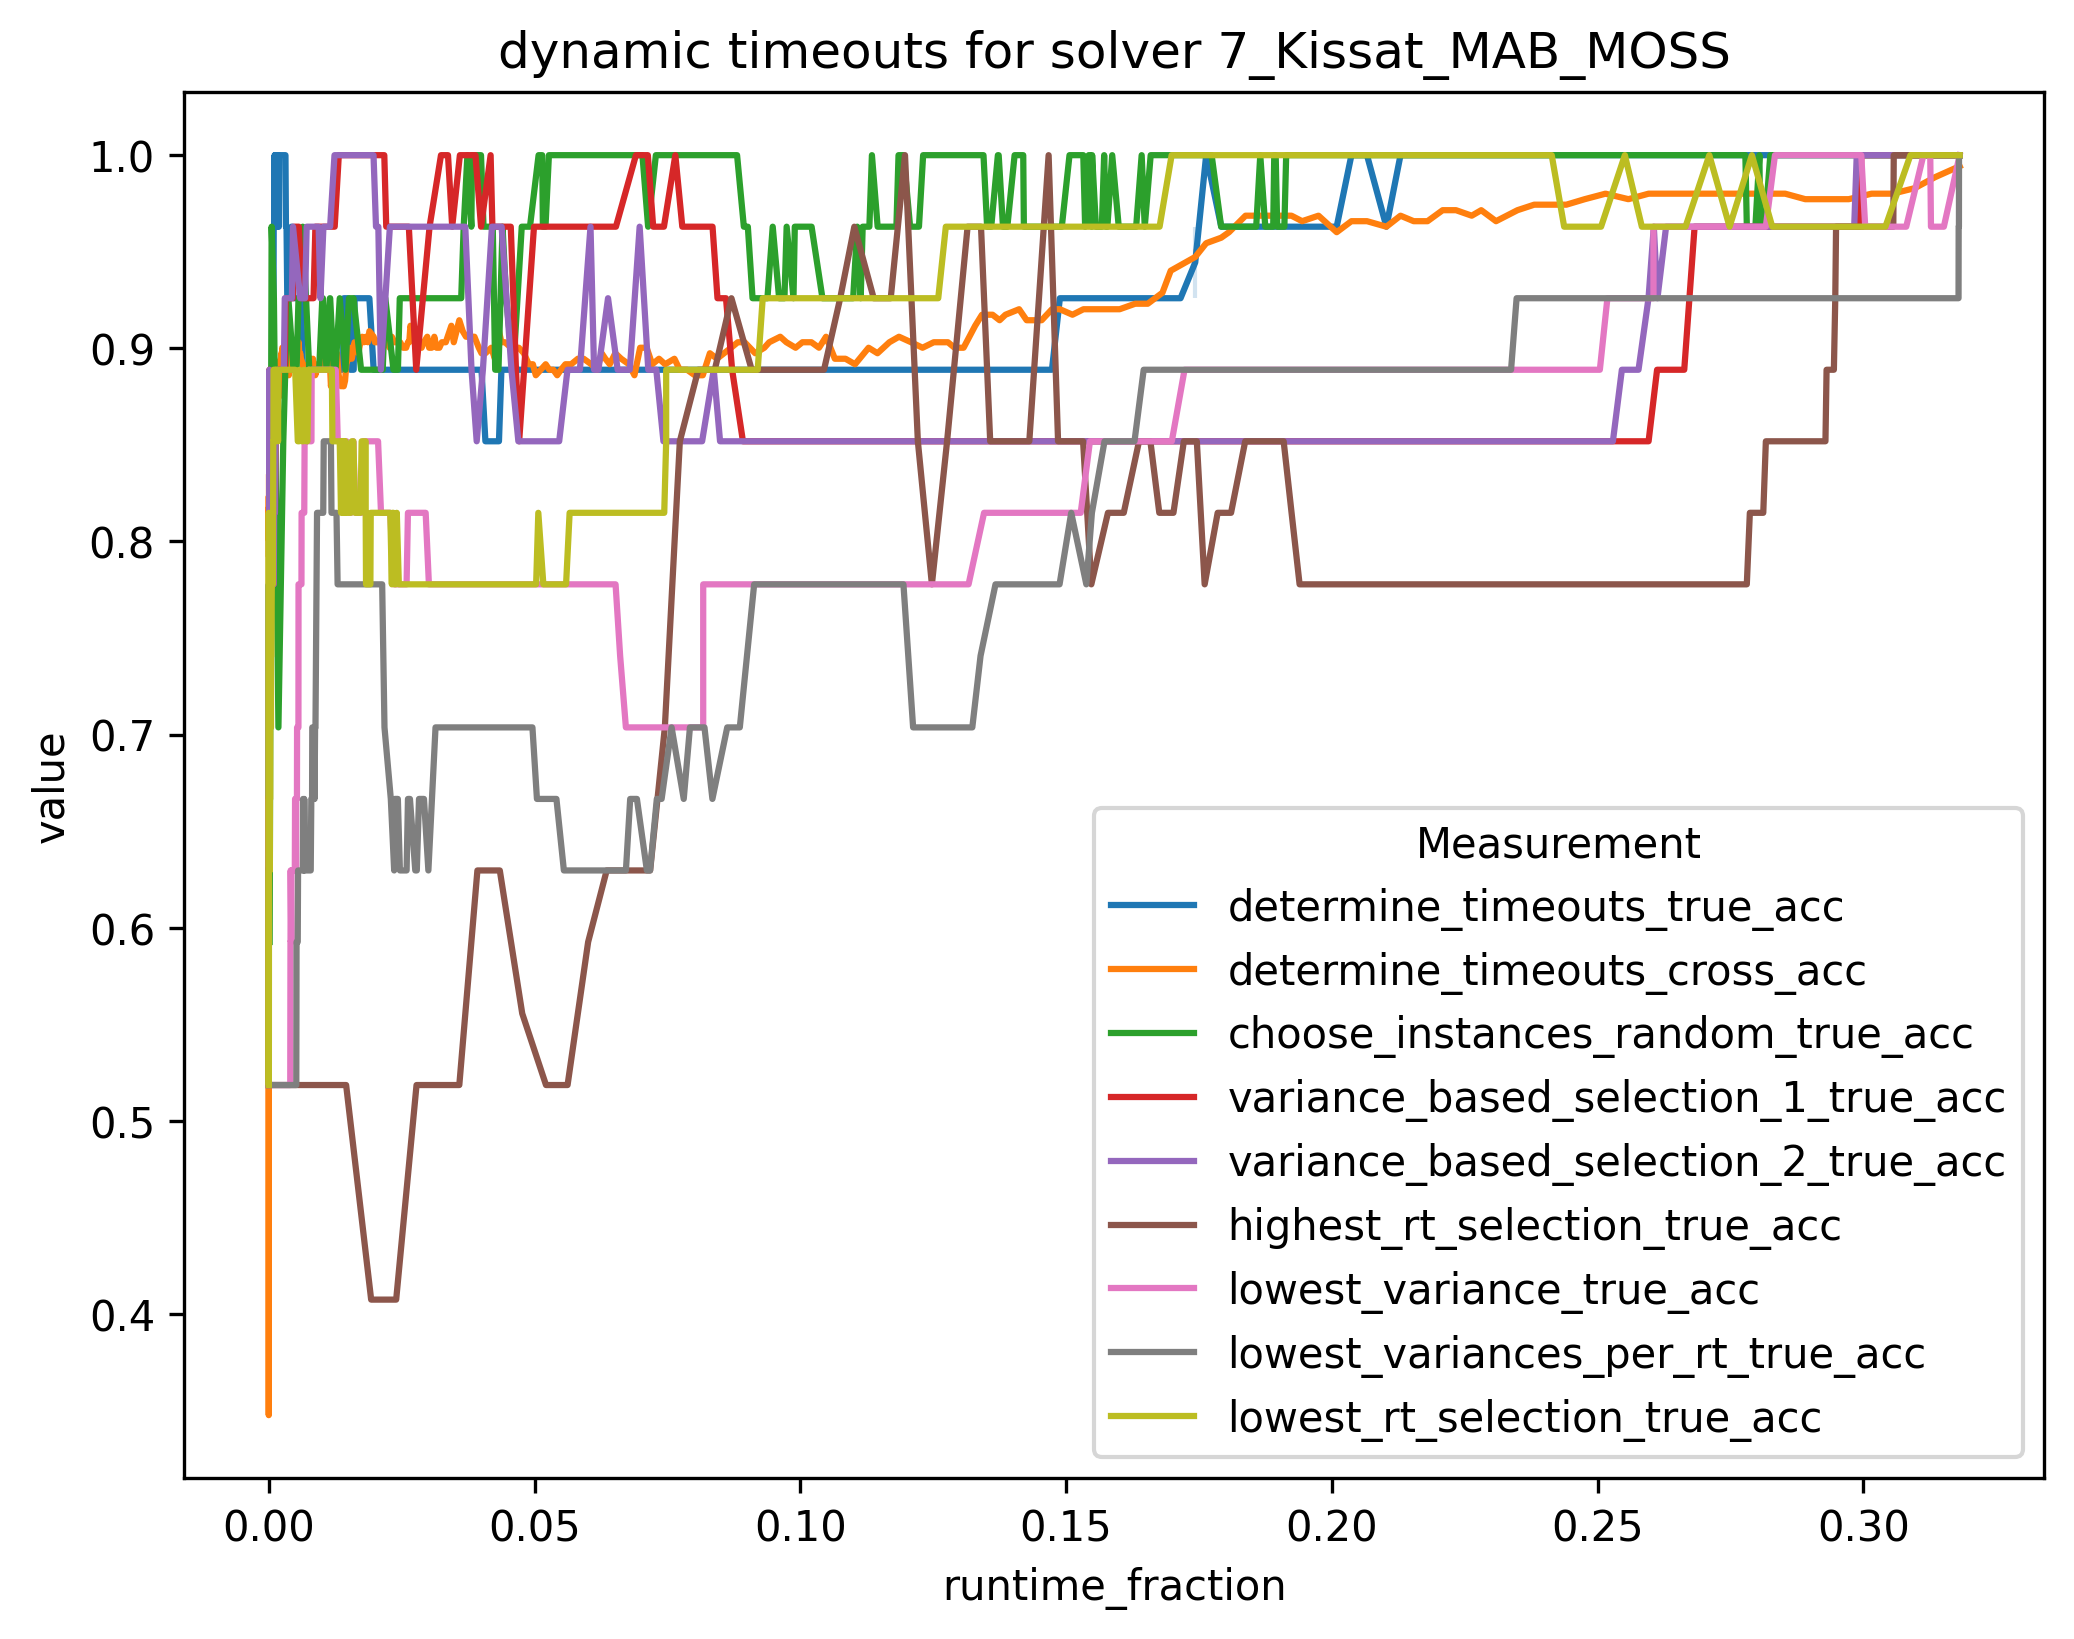 dynamic timeouts for solver 7_Kissat_MAB_MOSS
1.0
0.9
0.8
0.7
0.6
0.5
0.4
value
0.00 0.05 0.10 0.15 0.20 0.25 0.30
runtime_fraction
Measurement
determine_timeouts_true_acc
determine_timeouts_cross_acc
choose_instances_random_true_acc
variance_based_selection_1_true_acc
variance_based_selection_2_true_acc
highest_rt_selection_true_acc
lowest_variance_true_acc
lowest_variances_per_rt_true_acc
lowest_rt_selection_true_acc